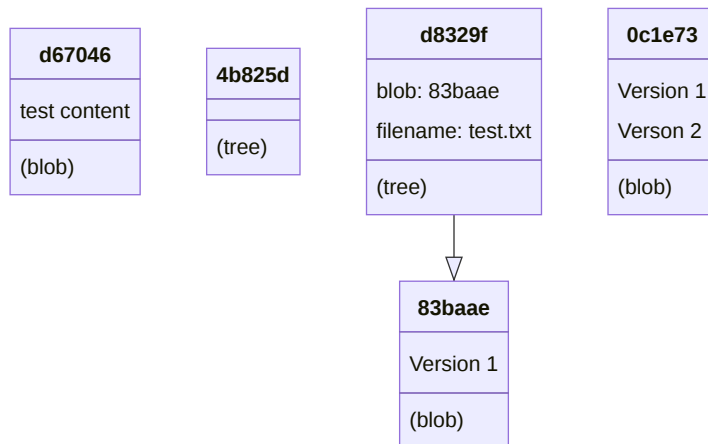 d67046
test content
(blob)
4b825d
(tree)
d8329f
blob: 83baae
filename: test.txt
(tree)
0c1e73
Version 1
Verson 2
(blob)
83baae
Version 1
(blob)